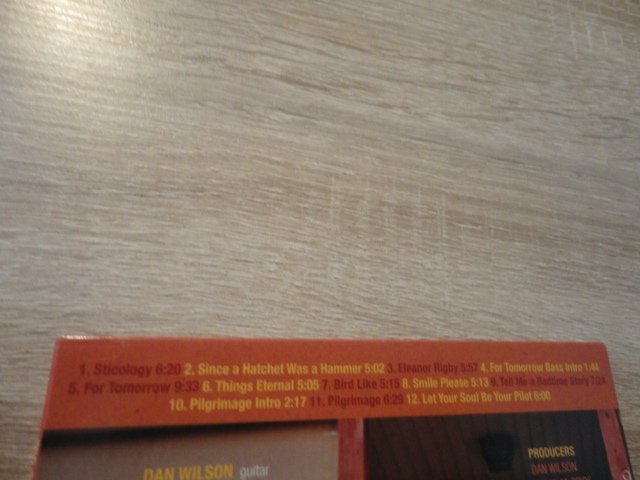 1. Sticology 6:20 2. Since a Hatchet Was a Hammer 5:02 3. Eleanor Rigby 5:57 4. For Tomorrow Bass Intro 1:44
5. For Tomorrow 9:33 6. Things Eternal 5:05 7. Bird Like 5:15 8. Smile Please 5:13 9. Tell Me a Bedtime Story 7:24
10. Pilgrimage Intro 2:17 11. Pilgrimage 6:29 12. Let Your Soul Be Your Pilot 6:00
DAN WILSON guitar
PRODUCERS
DAN WILSON